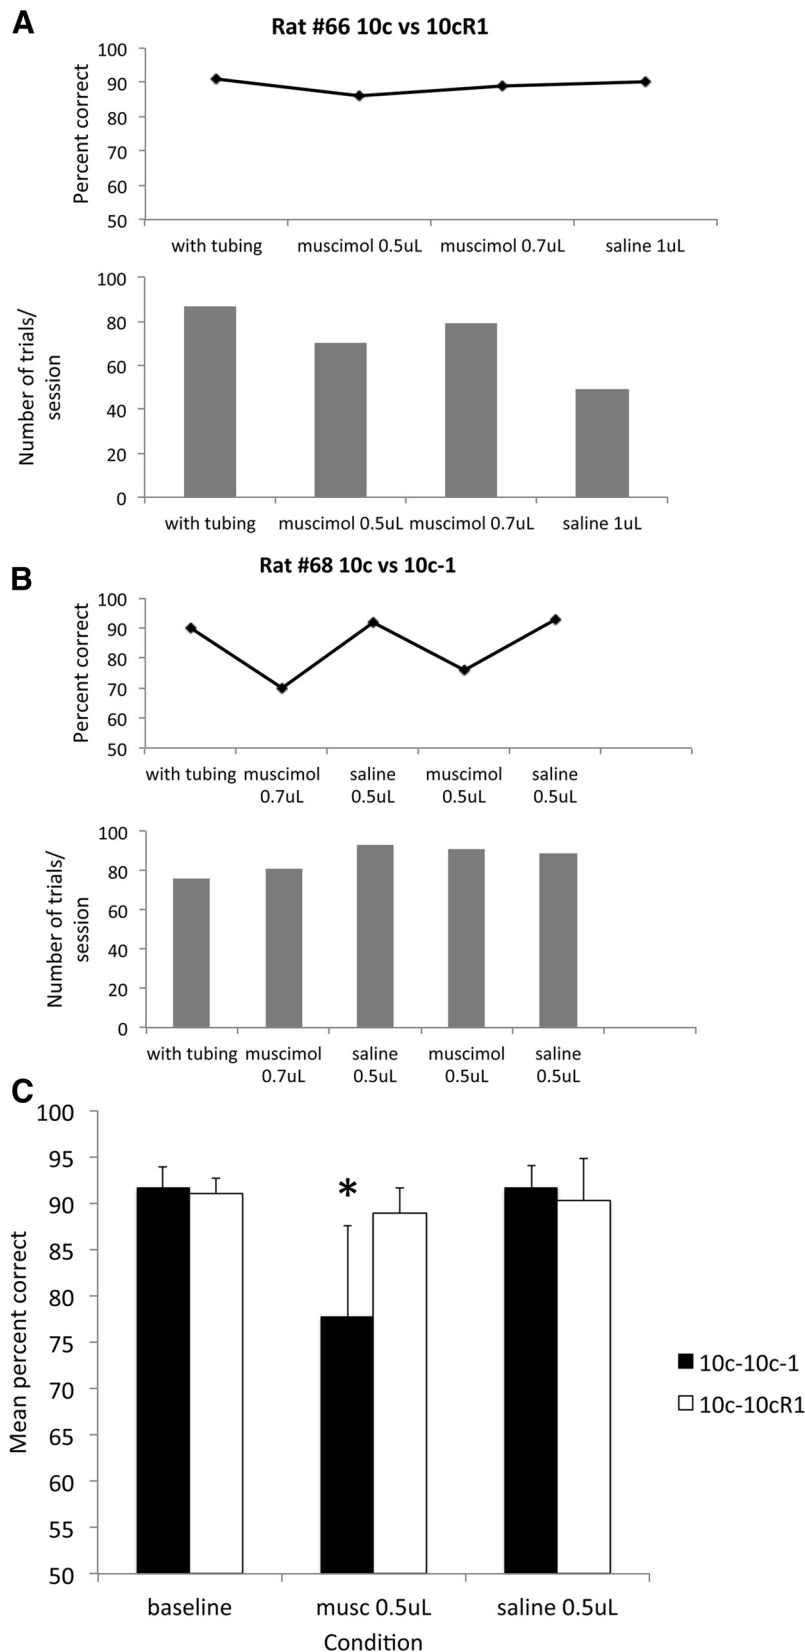 A
Rat #66 10c vs 10cR1
Percent correct
100
90
80
70
60
50
with tubing muscimol 0.5uL muscimol 0.7uL saline 1uL
Number of trials/
session
100
80
60
40
20
0
with tubing muscimol 0.5uL muscimol 0.7uL saline 1uL
B
Rat #68 10c vs 10c-1
Percent correct
100
90
80
70
60
50
with tubing muscimol saline muscimol saline
0.7uL 0.5uL 0.5uL 0.5uL
Number of trials/
session
100
80
60
40
20
0
with tubing muscimol saline muscimol saline
0.7uL 0.5uL 0.5uL 0.5uL
C
Mean percent correct
100
95
90
85
80
75
70
65
60
55
50
*
10c-10c-1
10c-10cR1
baseline musc 0.5uL saline 0.5uL
Condition